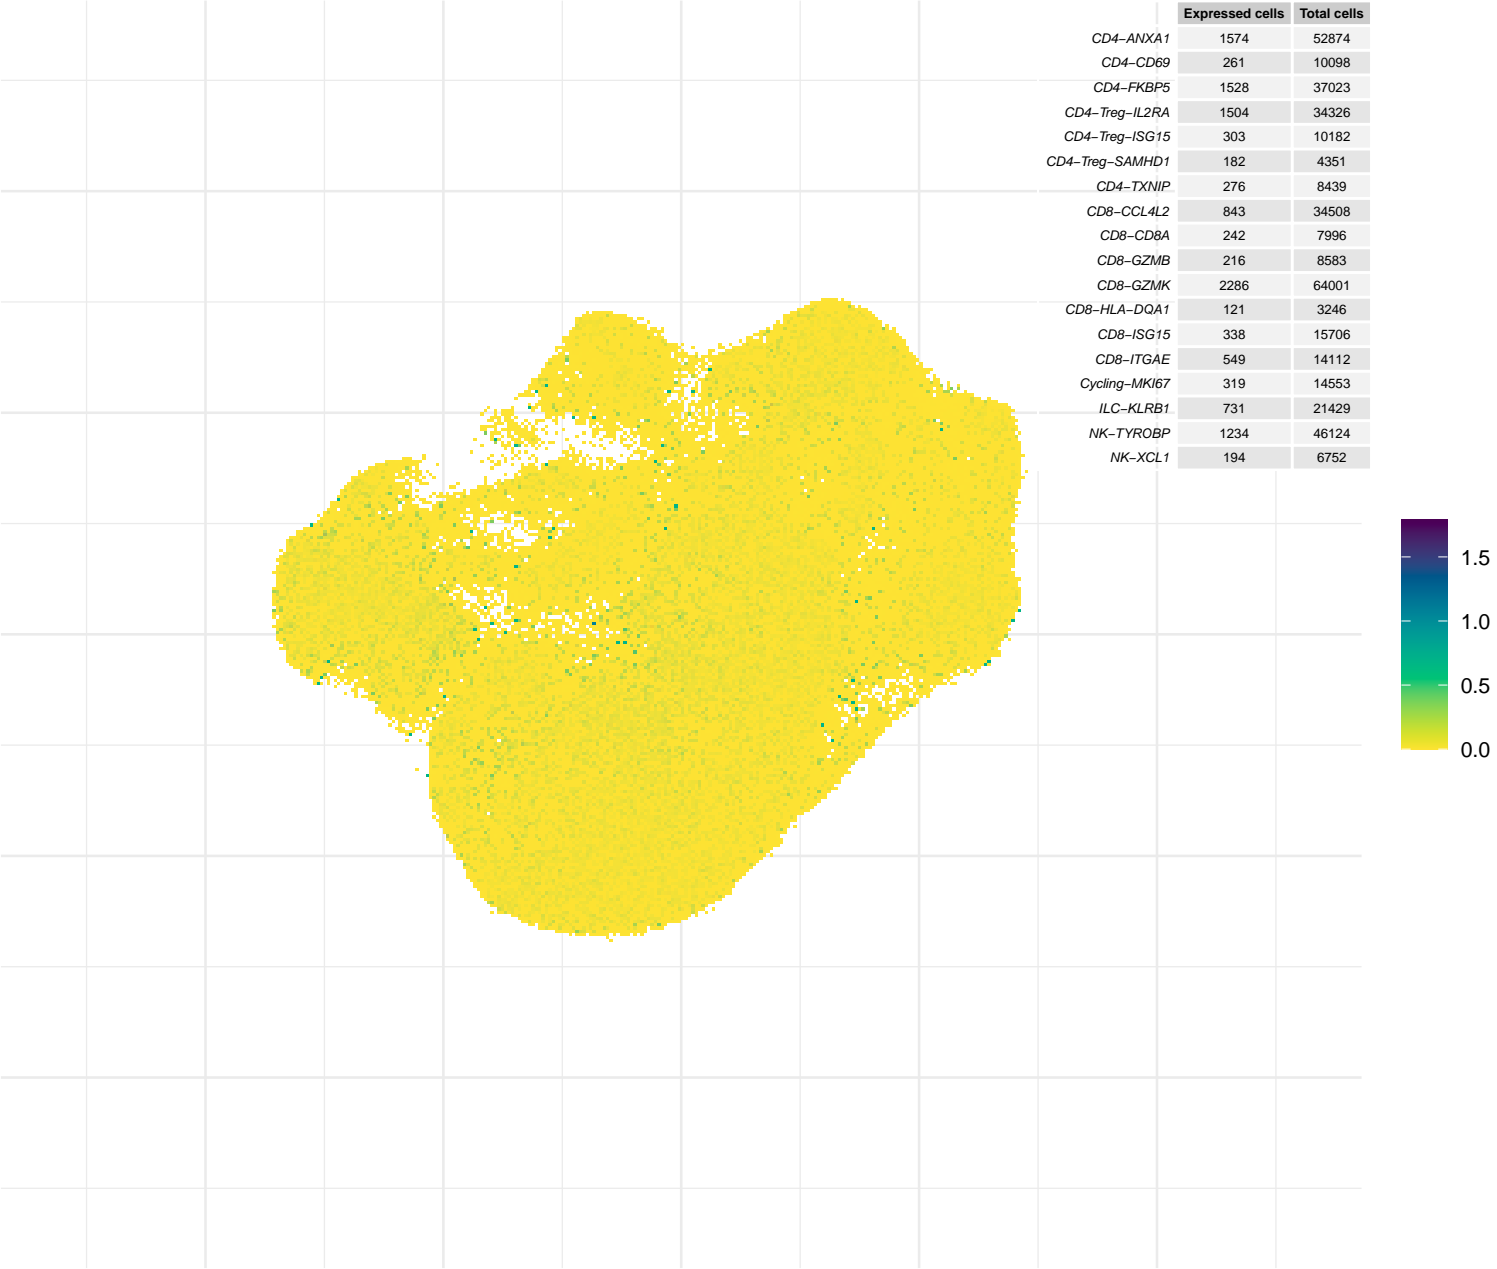 Expressed cells Total cells
CD4−ANXA1 1574 52874
CD4−CD69 261 10098
CD4−FKBP5 1528 37023
CD4−Treg−IL2RA 1504 34326
CD4−Treg−ISG15 303 10182
CD4−Treg−SAMHD1 182 4351
CD4−TXNIP 276 8439
CD8−CCL4L2 843 34508
CD8−CD8A 242 7996
CD8−GZMB 216 8583
CD8−GZMK 2286 64001
CD8−HLA−DQA1 121 3246
CD8−ISG15 338 15706
CD8−ITGAE 549 14112
Cycling−MKI67 319 14553
ILC−KLRB1 731 21429
NK−TYROBP 1234 46124
NK−XCL1 194 6752
1.5
1.0
0.5
0.0